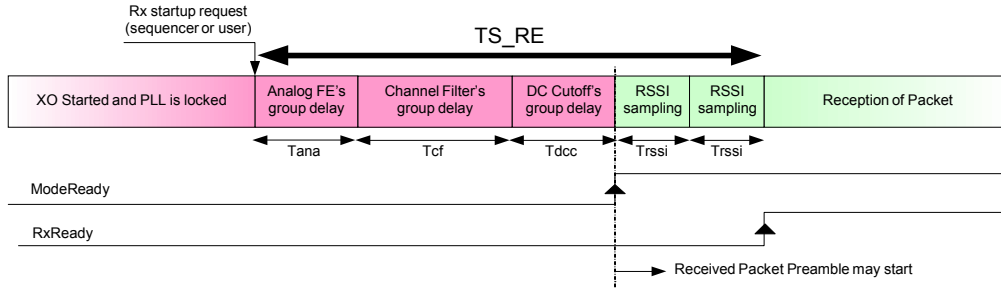 Rx startup request
(sequencer or user)
TS_RE
XO Started and PLL is locked
Analog FE's
group delay
Channel Filter's
group delay
DC Cutoff's
group delay
RSSI
sampling
RSSI
sampling
Reception of Packet
Tana
Tcf
Tdcc
Trssi
Trssi
ModeReady
RxReady
Received Packet Preamble may start